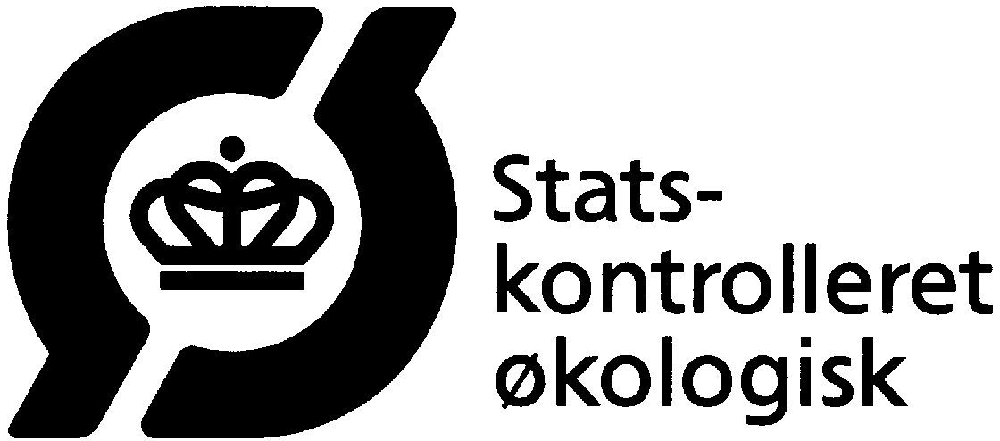 Stats-
kontrolleret
økologisk